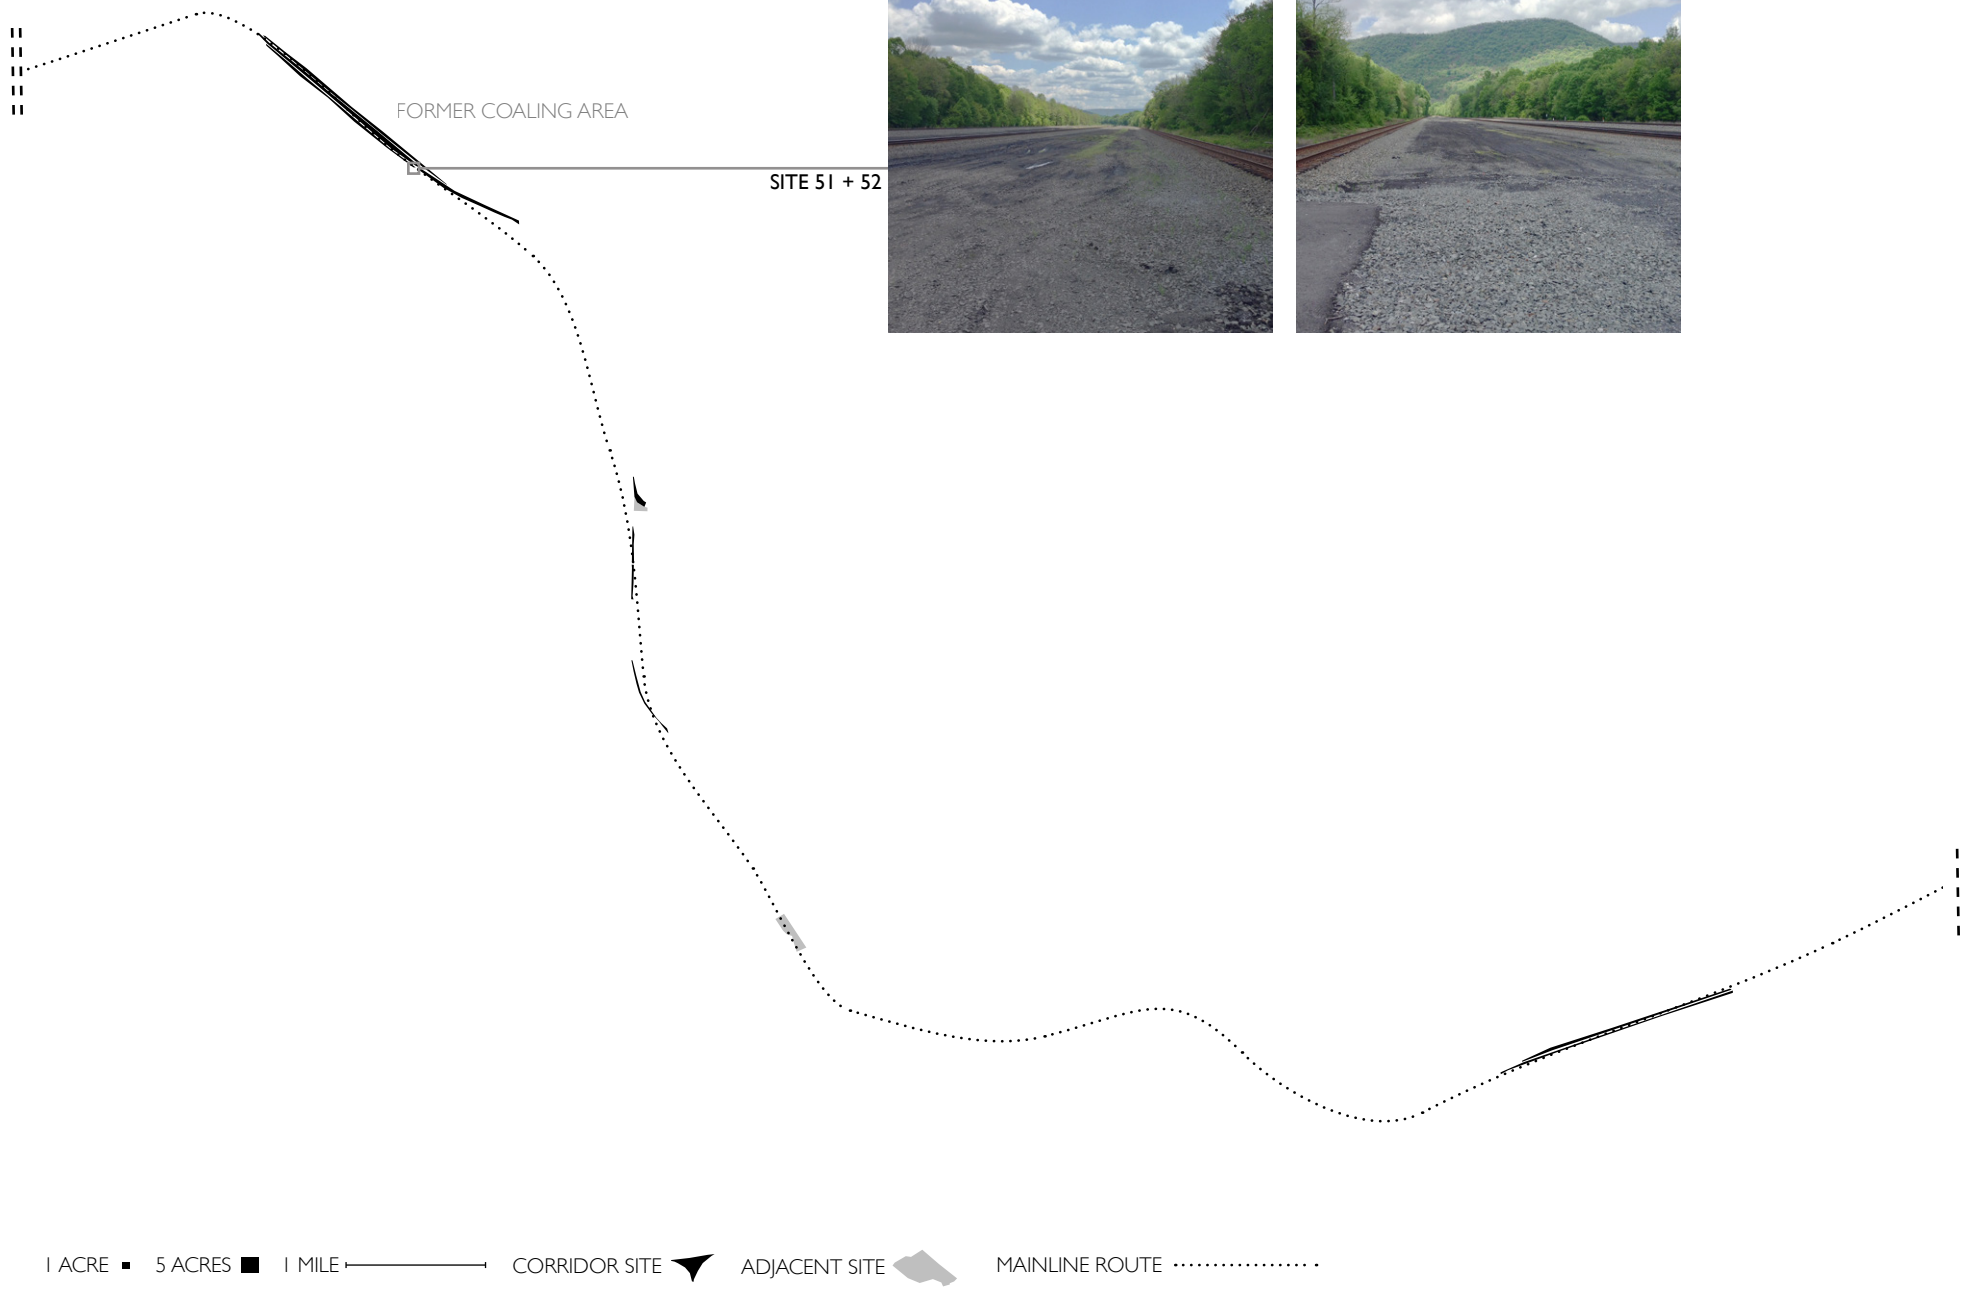 FORMER COALING AREA
SITE 51 + 52
1 ACRE
5 ACRES
1 MILE
CORRIDOR SITE
ADJACENT SITE
MAINLINE ROUTE